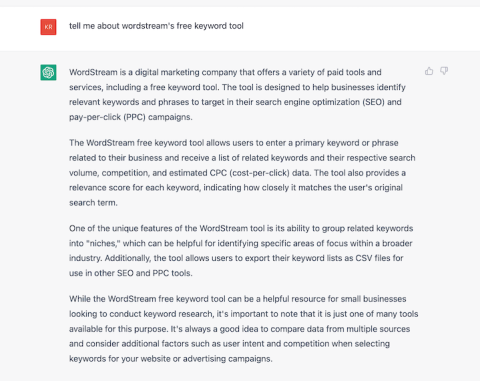 KR
tell me about wordstream's free keyword tool
WordStream is a digital marketing company that offers a variety of paid tools and
services, including a free keyword tool. The tool is designed to help businesses identify
relevant keywords and phrases to target in their search engine optimization (SEO) and
pay-per-click (PPC) campaigns.
The WordStream free keyword tool allows users to enter a primary keyword or phrase
related to their business and receive a list of related keywords and their respective search
volume, competition, and estimated CPC (cost-per-click) data. The tool also provides a
relevance score for each keyword, indicating how closely it matches the user's original
search term.
One of the unique features of the WordStream tool is its ability to group related keywords
into "niches," which can be helpful for identifying specific areas of focus within a broader
industry. Additionally, the tool allows users to export their keyword lists as CSV files for
use in other SEO and PPC tools.
While the WordStream free keyword tool can be a helpful resource for small businesses
looking to conduct keyword research, it's important to note that it is just one of many tools
available for this purpose. It's always a good idea to compare data from multiple sources
and consider additional factors such as user intent and competition when selecting
keywords for your website or advertising campaigns.